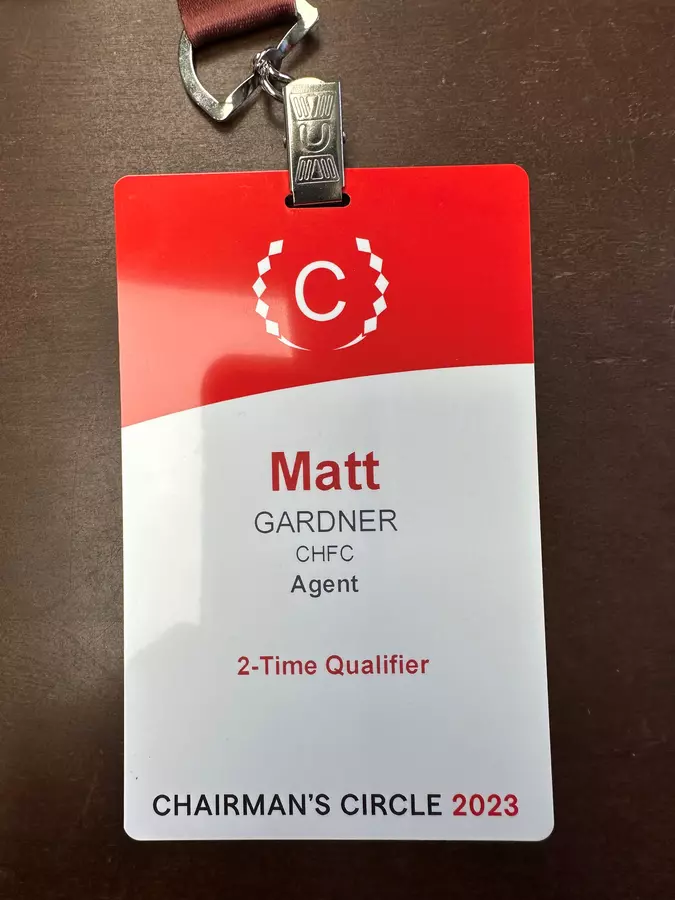 C
Matt
GARDNER
CHFC
Agent
2-Time Qualifier
CHAIRMAN'S CIRCLE 2023